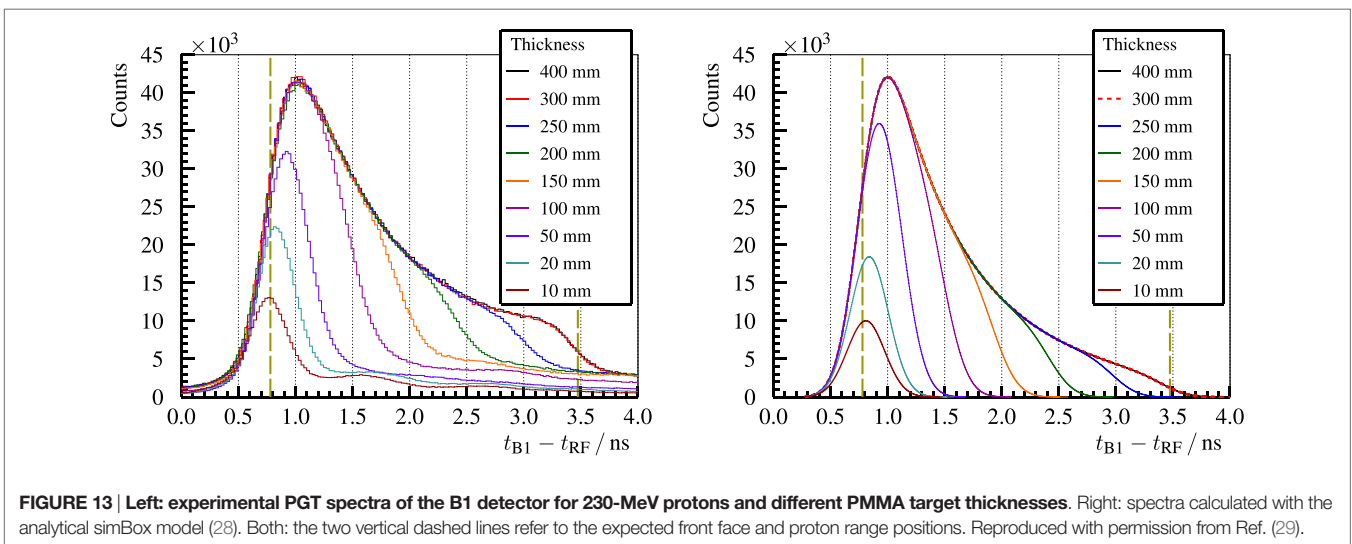 ×10³
Counts
45
40
35
30
25
20
15
10
5
0
0.0 0.5 1.0 1.5 2.0 2.5 3.0 3.5 4.0
t_B1 − t_RF / ns
Thickness
400 mm
300 mm
250 mm
200 mm
150 mm
100 mm
50 mm
20 mm
10 mm
×10³
Counts
45
40
35
30
25
20
15
10
5
0
0.0 0.5 1.0 1.5 2.0 2.5 3.0 3.5 4.0
t_B1 − t_RF / ns
Thickness
400 mm
300 mm
250 mm
200 mm
150 mm
100 mm
50 mm
20 mm
10 mm
FIGURE 13 | Left: experimental PGT spectra of the B1 detector for 230-MeV protons and different PMMA target thicknesses. Right: spectra calculated with the
analytical simBox model (28). Both: the two vertical dashed lines refer to the expected front face and proton range positions. Reproduced with permission from Ref. (29).